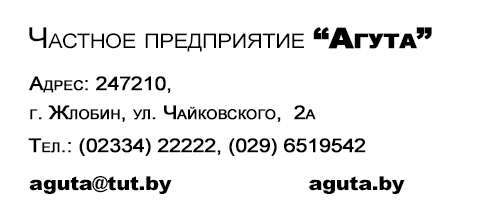 Частное предприятие “Агута”
Адрес: 247210,
г. Жлобин, ул. Чайковского, 2а
Тел.: (02334) 22222, (029) 6519542
aguta@tut.by aguta.by